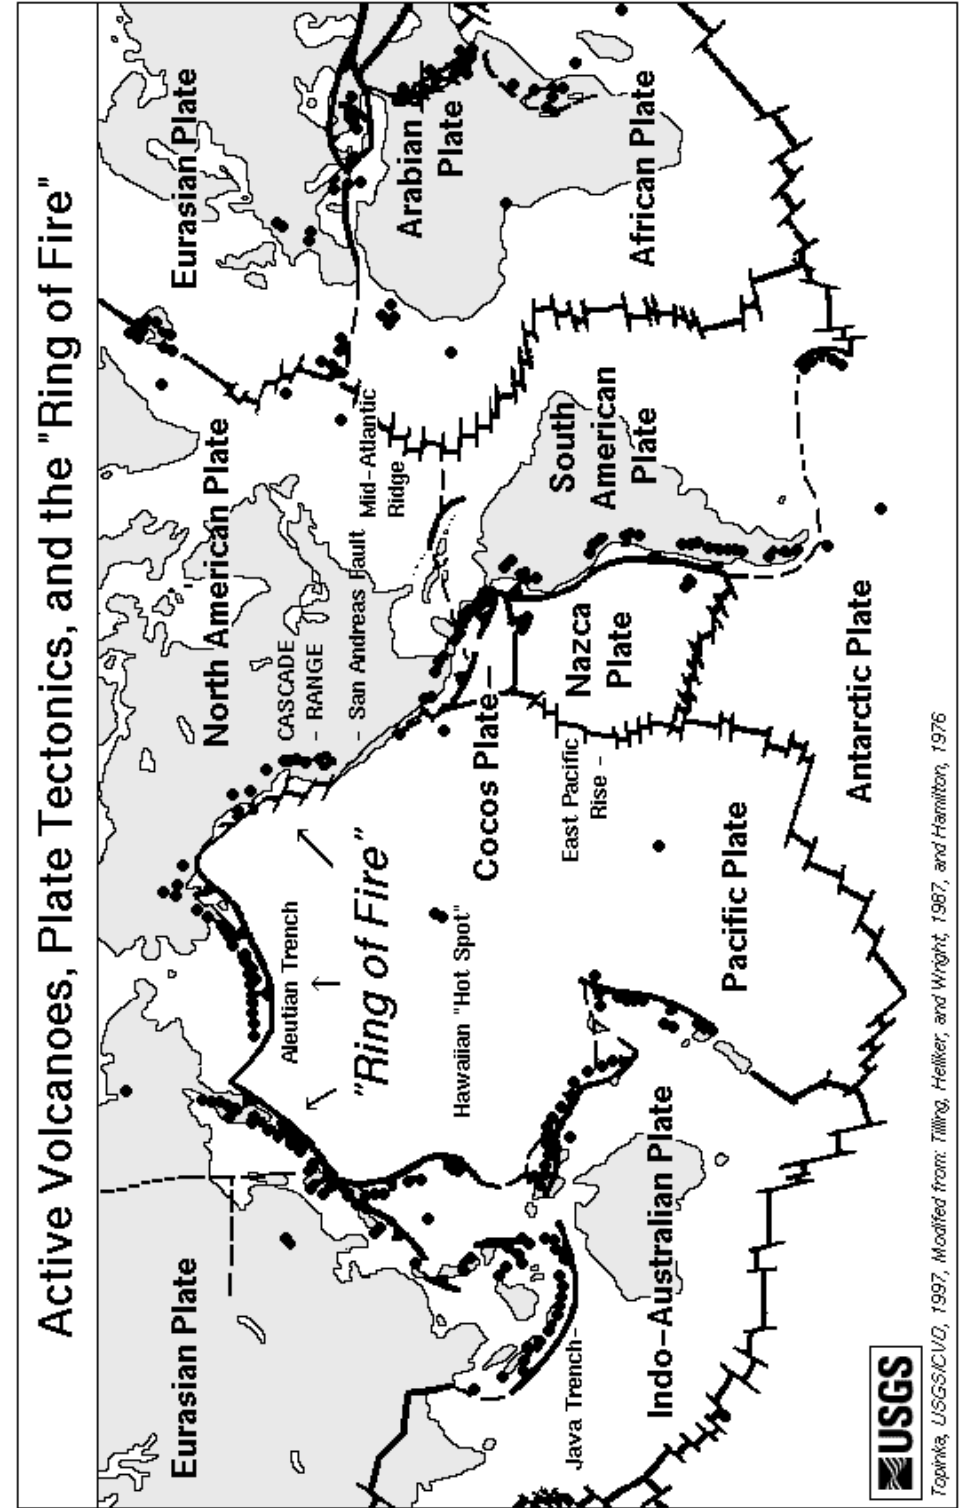 Active Volcanoes, Plate Tectonics, and the "Ring of Fire"
Eurasian Plate
North American Plate
Eurasian Plate
CASCADE
- RANGE
- San Andreas Fault
Mid-Atlantic
Ridge
Aleutian Trench
"Ring of Fire"
Arabian
Plate
Hawaiian "Hot Spot"
Cocos Plate-
Java Trench-
East Pacific
Rise -
Nazca
Plate
South
American
Plate
African Plate
Indo-Australian Plate
Pacific Plate
Antarctic Plate
USGS
Topinka, USGS/CVO, 1997, Modified from: Tilling, Heliker, and Wright, 1987, and Hamilton, 1976